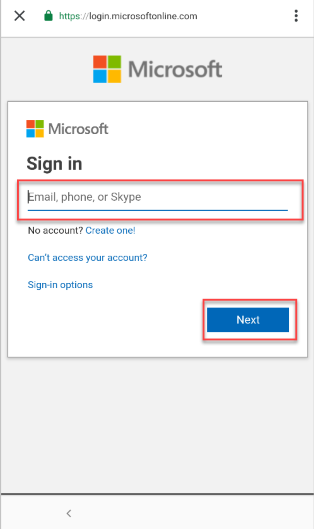 https://login.microsoftonline.com
Microsoft
Microsoft
Sign in
Email, phone, or Skype
No account? Create one!
Can't access your account?
Sign-in options
Next